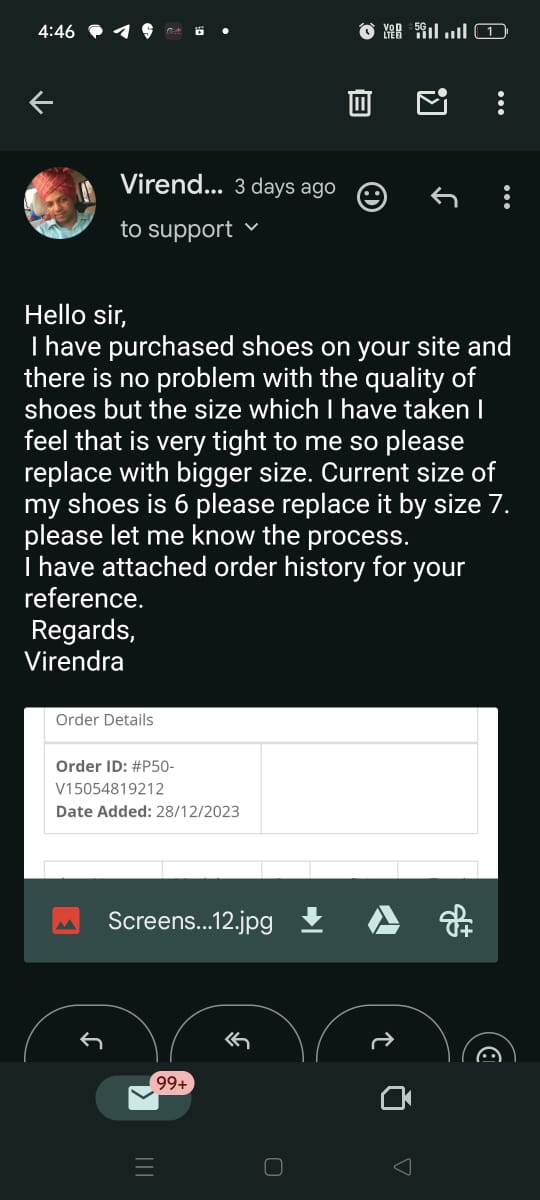 4:46
Vo D
LTE R
5G
1
Virend... 3 days ago
to support
Hello sir,
I have purchased shoes on your site and
there is no problem with the quality of
shoes but the size which I have taken I
feel that is very tight to me so please
replace with bigger size. Current size of
my shoes is 6 please replace it by size 7.
please let me know the process.
I have attached order history for your
reference.
Regards,
Virendra
Order Details
Order ID: #P50-
V15054819212
Date Added: 28/12/2023
Screens...12.jpg
99+